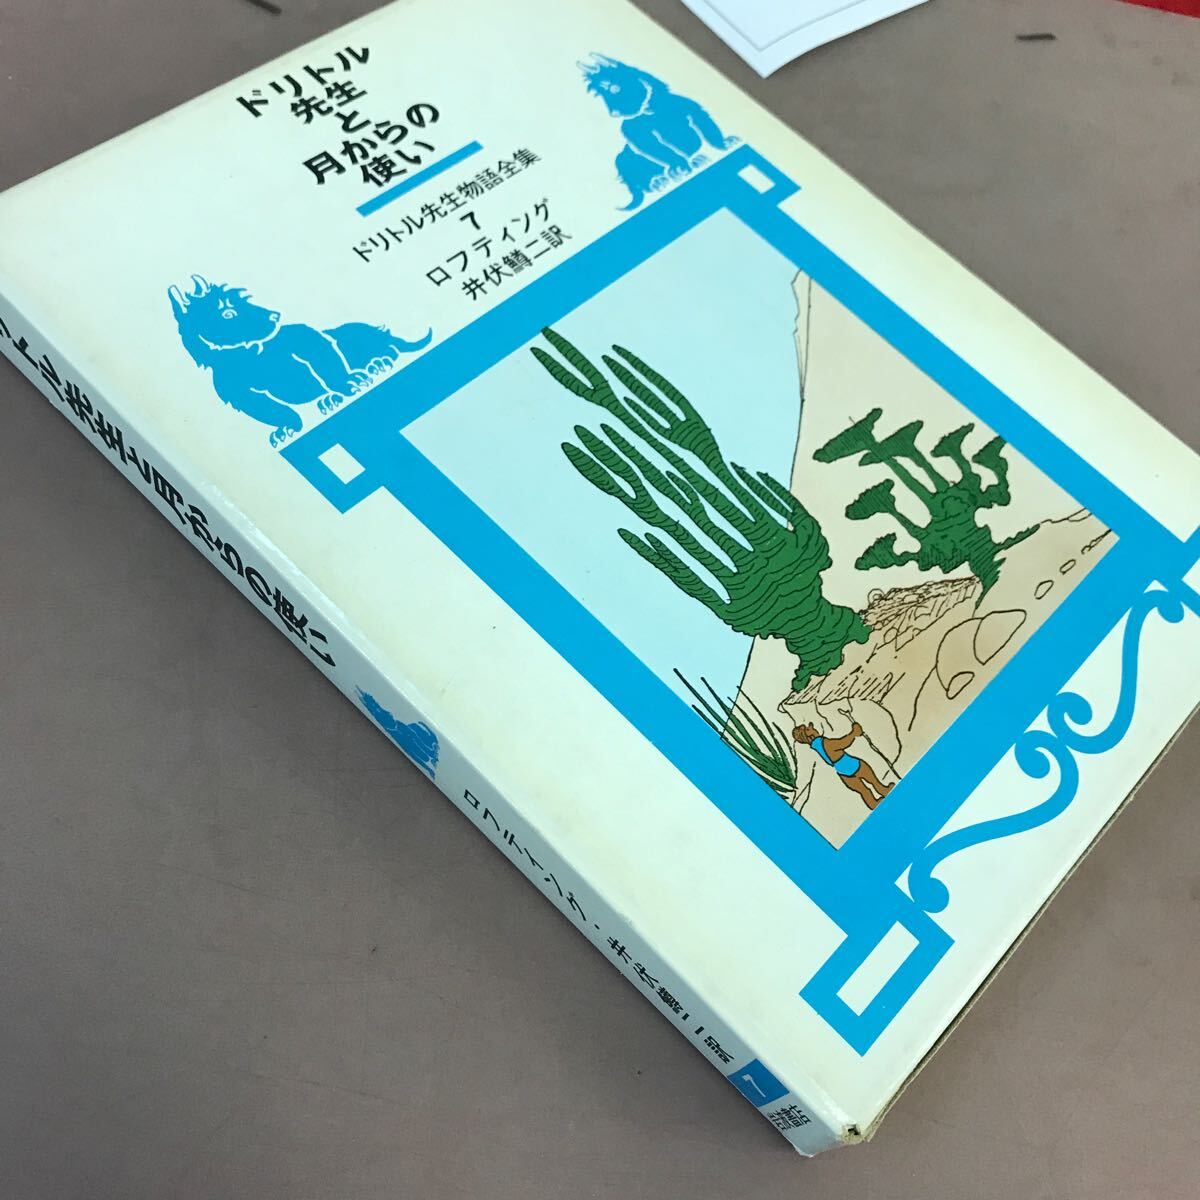 ドリトル
先生
と
月からの
使い
ドリトル先生物語全集
7
ロフティング
井伏鱒二訳
リトル先生と月からの使い
ロフティング・井伏鱒二訳
7
岩波